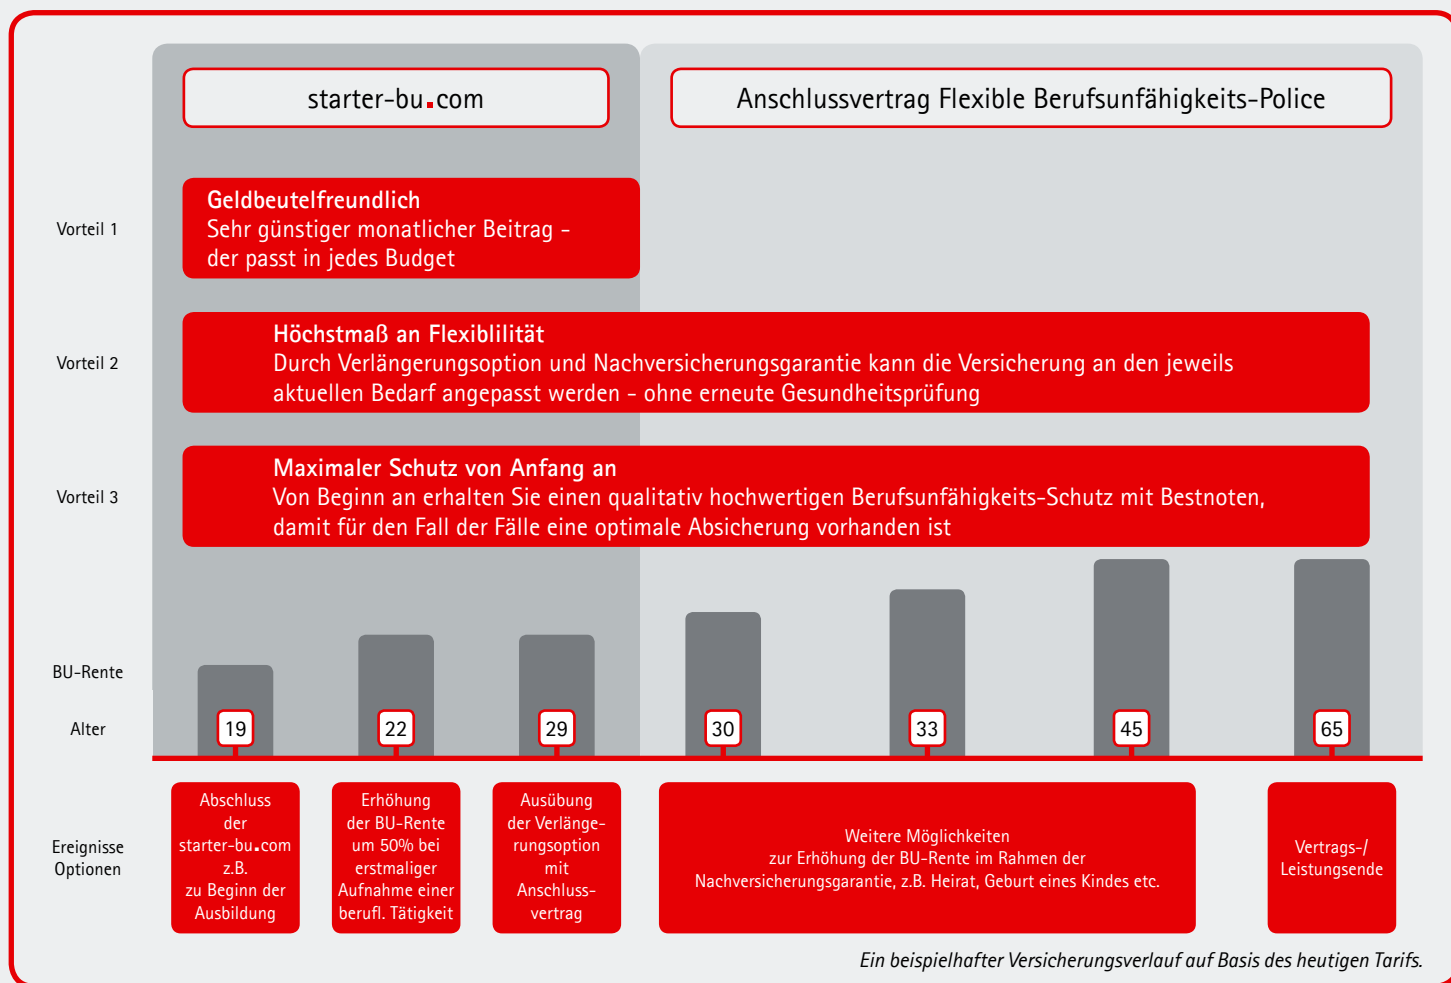 starter-bu.com
Anschlussvertrag Flexible Berufsunfähigkeits-Police
Vorteil 1
Geldbeutelfreundlich
Sehr günstiger monatlicher Beitrag -
der passt in jedes Budget
Vorteil 2
Höchstmaß an Flexiblilität
Durch Verlängerungsoption und Nachversicherungsgarantie kann die Versicherung an den jeweils
aktuellen Bedarf angepasst werden - ohne erneute Gesundheitsprüfung
Vorteil 3
Maximaler Schutz von Anfang an
Von Beginn an erhalten Sie einen qualitativ hochwertigen Berufsunfähigkeits-Schutz mit Bestnoten,
damit für den Fall der Fälle eine optimale Absicherung vorhanden ist
BU-Rente
Alter
19
22
29
30
33
45
65
Ereignisse
Optionen
Abschluss
der
starter-bu.com
z.B.
zu Beginn der
Ausbildung
Erhöhung
der BU-Rente
um 50% bei
erstmaliger
Aufnahme einer
berufl. Tätigkeit
Ausübung
der Verlänge-
rungsoption
mit
Anschluss-
vertrag
Weitere Möglichkeiten
zur Erhöhung der BU-Rente im Rahmen der
Nachversicherungsgarantie, z.B. Heirat, Geburt eines Kindes etc.
Vertrags-/
Leistungsende
Ein beispielhafter Versicherungsverlauf auf Basis des heutigen Tarifs.